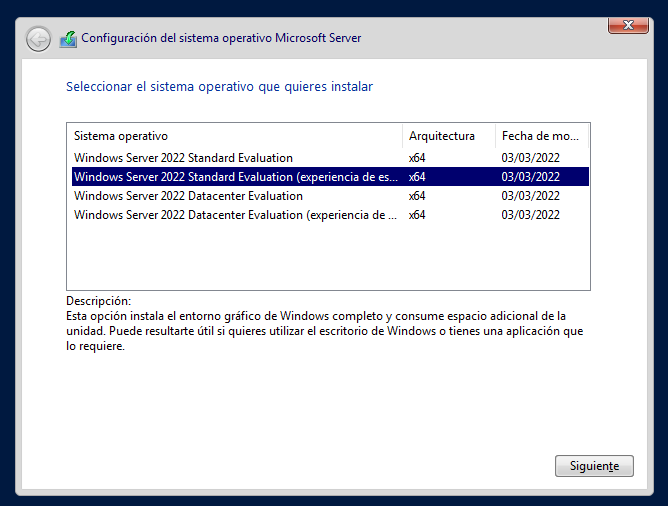 Configuración del sistema operativo Microsoft Server
Seleccionar el sistema operativo que quieres instalar
Sistema operativo Arquitectura Fecha de mo...
Windows Server 2022 Standard Evaluation x64 03/03/2022
Windows Server 2022 Standard Evaluation (experiencia de es... x64 03/03/2022
Windows Server 2022 Datacenter Evaluation x64 03/03/2022
Windows Server 2022 Datacenter Evaluation (experiencia de ... x64 03/03/2022
Descripción:
Esta opción instala el entorno gráfico de Windows completo y consume espacio adicional de la
unidad. Puede resultarte útil si quieres utilizar el escritorio de Windows o tienes una aplicación que
lo requiere.
Siguiente